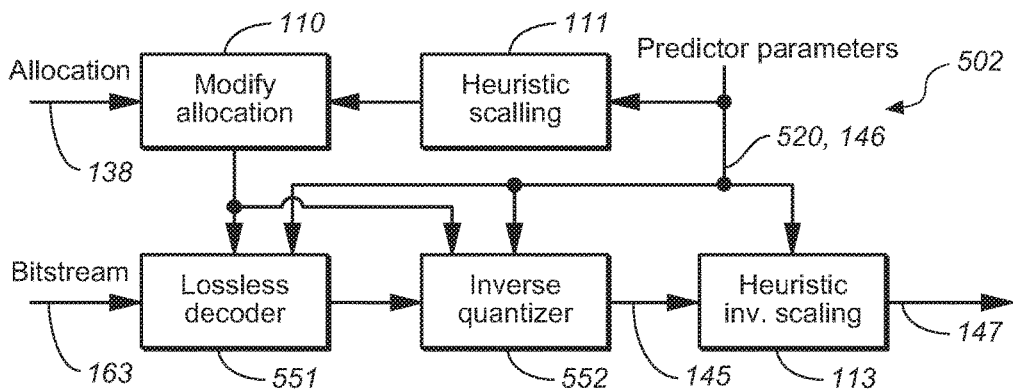 110
111
Predictor parameters
Allocation
Modify
allocation
Heuristic
scalling
502
138
520, 146
Bitstream
Lossless
decoder
Inverse
quantizer
Heuristic
inv. scaling
163
551
552
145
113
147